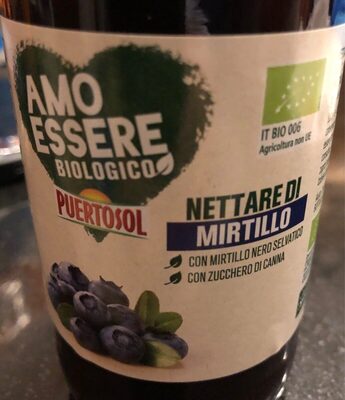 AMO
ESSERE
BIOLOGICO
PUERTOSOL
IT BIO 006
Agricoltura non UE
NETTARE DI
MIRTILLO
CON MIRTILLO NERO SELVATICO
CON ZUCCHERO DI CANNA